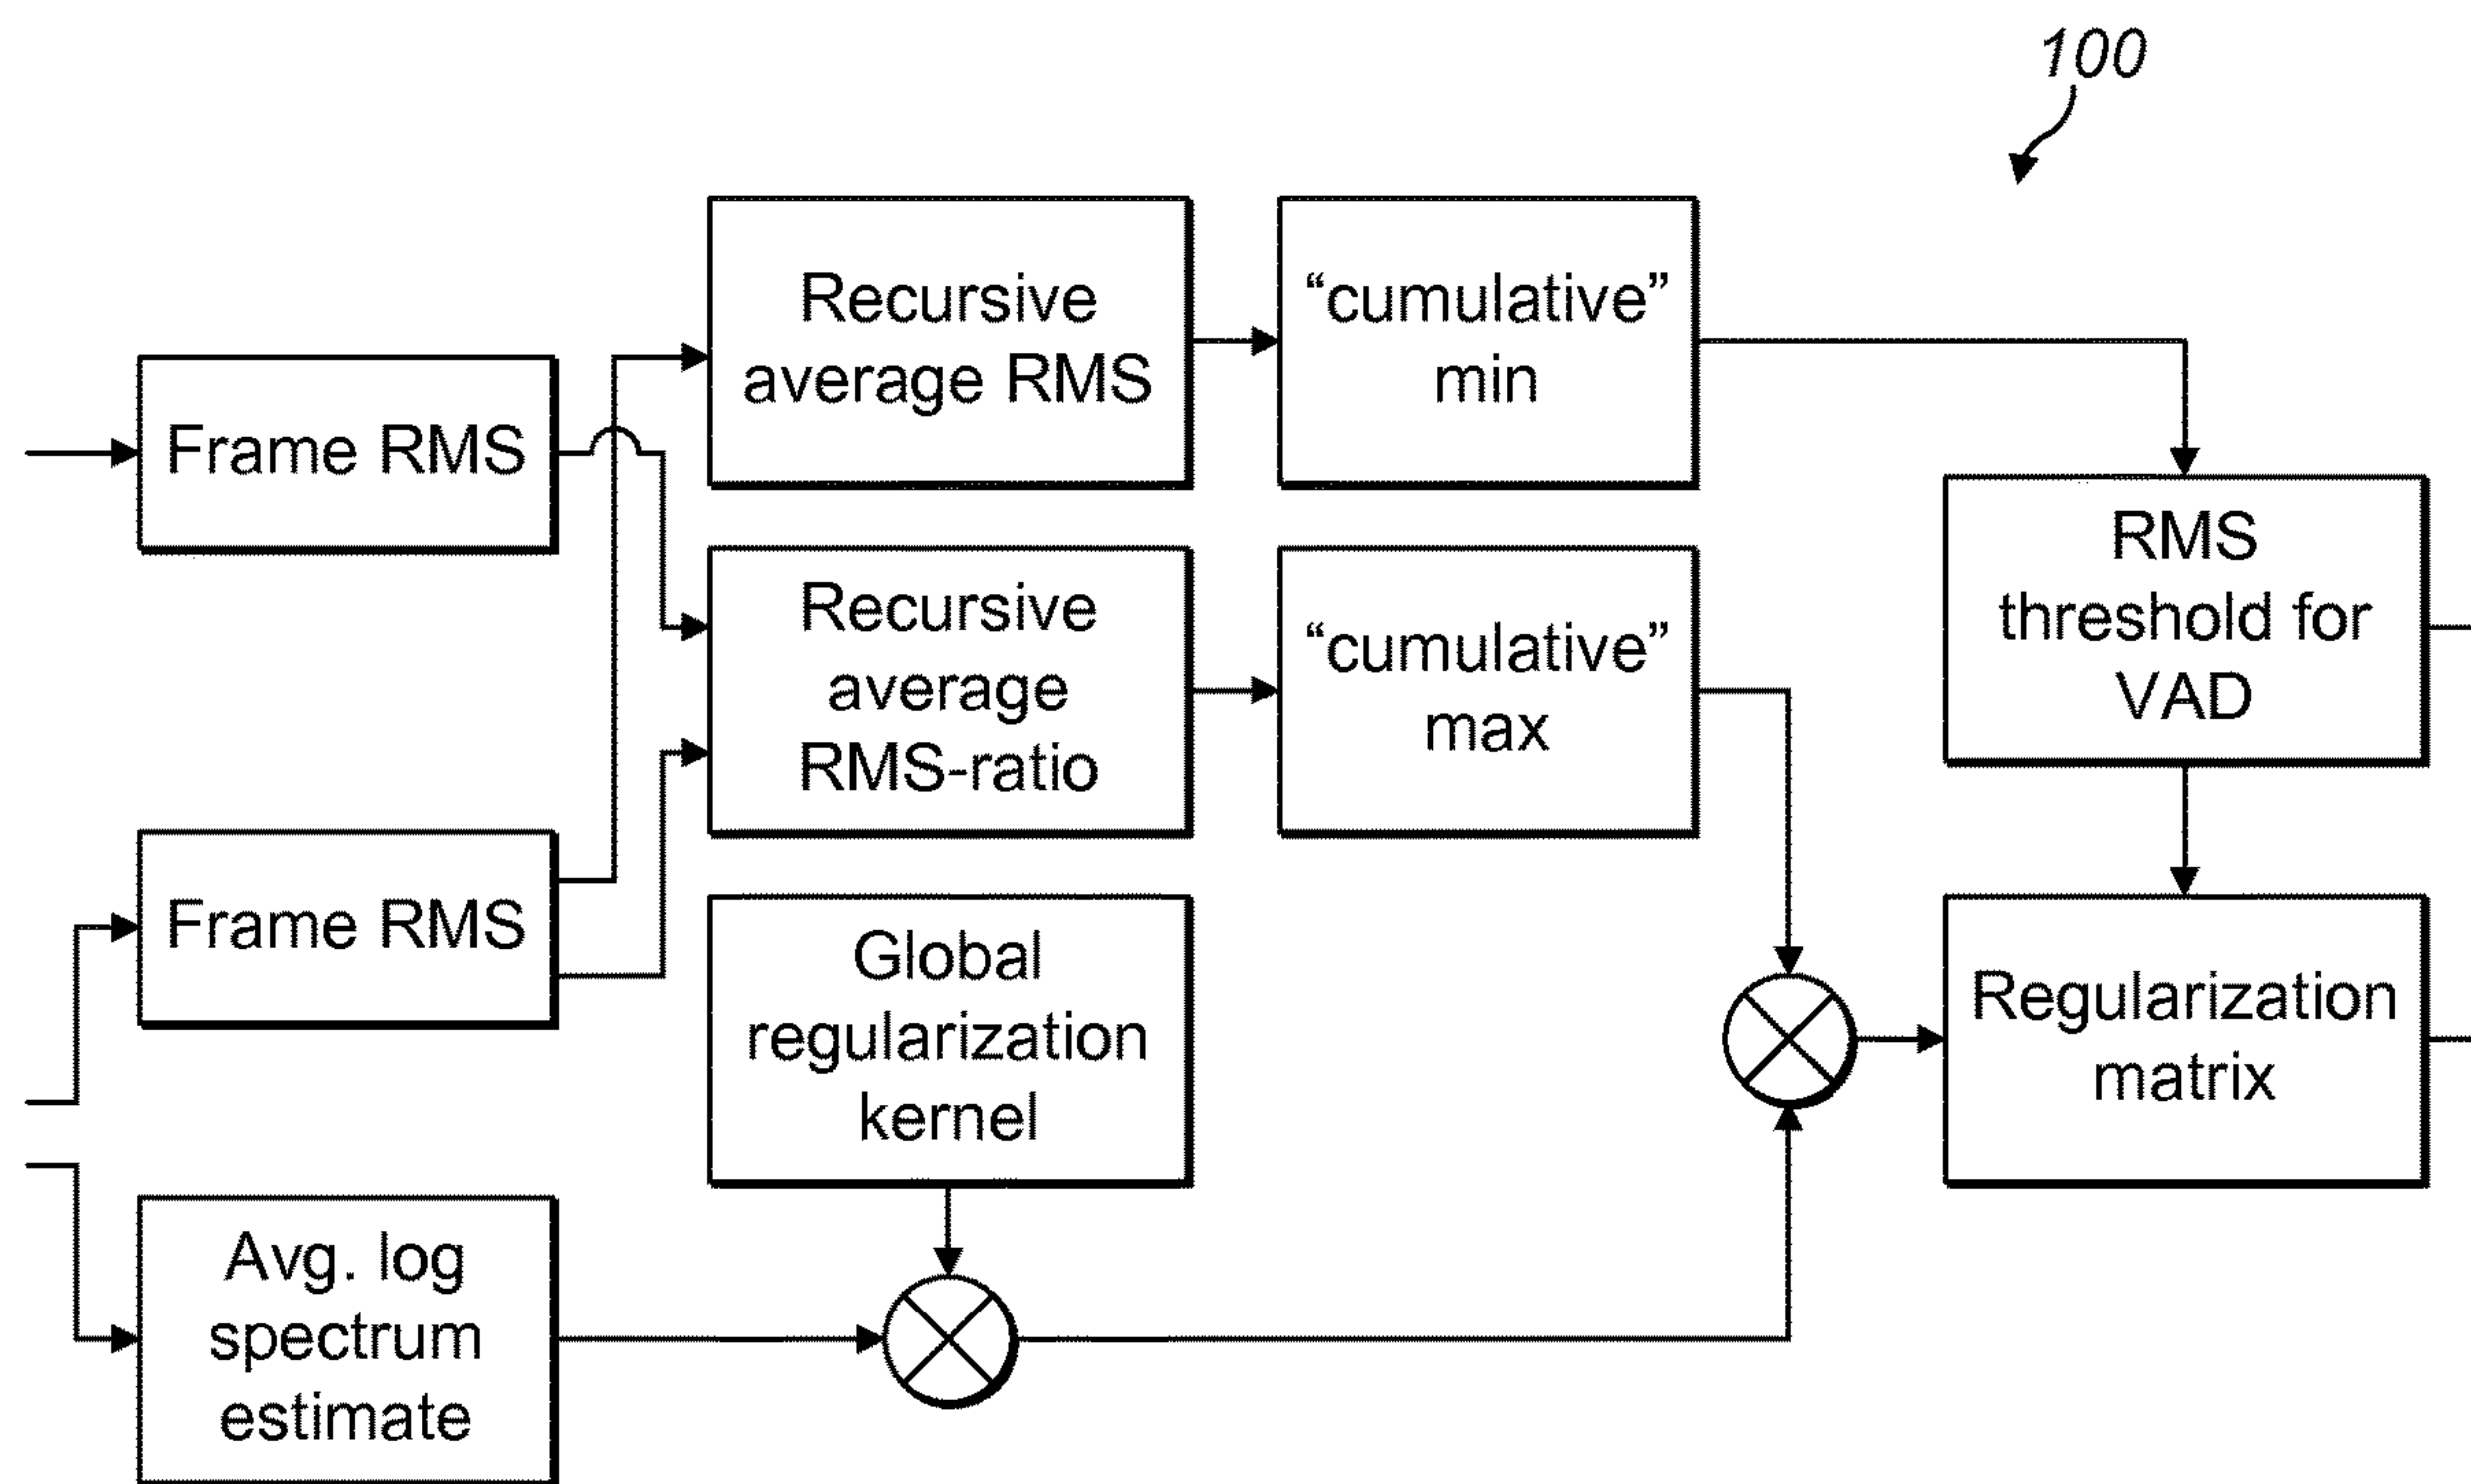 100
Recursive
average RMS
“cumulative”
min
Frame RMS
RMS
threshold for
VAD
Recursive
average
RMS-ratio
“cumulative”
max
Frame RMS
Global
regularization
kernel
Regularization
matrix
Avg. log
spectrum
estimate